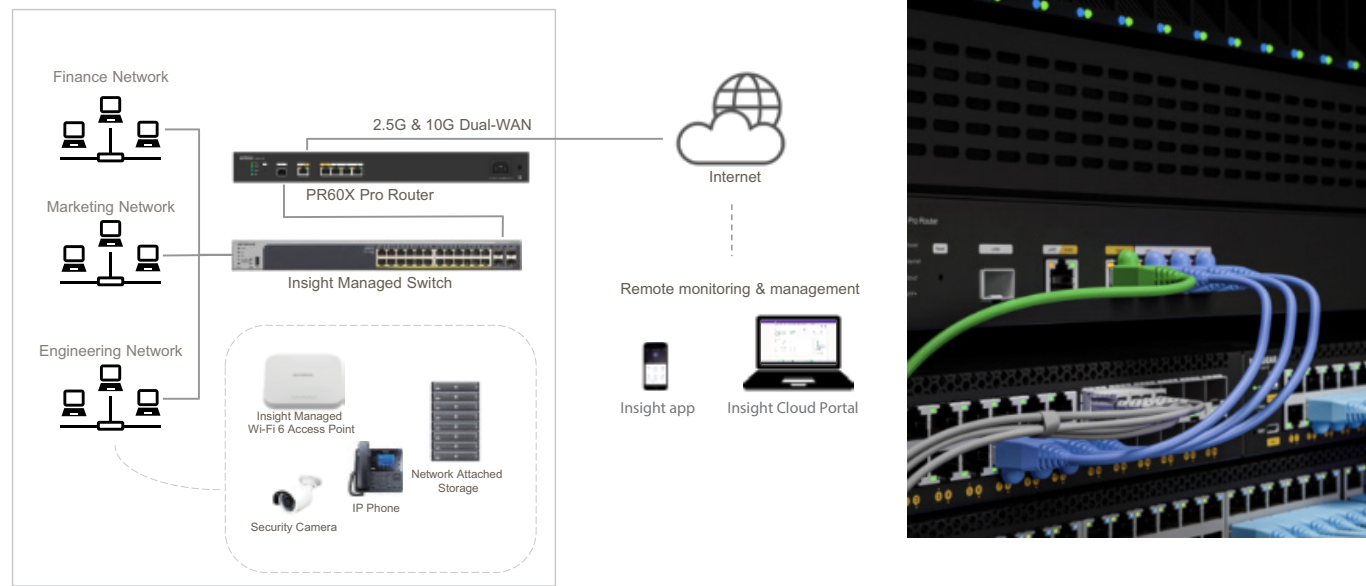 Finance Network
2.5G & 10G Dual-WAN
PR60X Pro Router
Internet
Marketing Network
Insight Managed Switch
Remote monitoring & management
Engineering Network
Insight Managed
Wi-Fi 6 Access Point
Network Attached
Storage
IP Phone
Security Camera
Insight app
Insight Cloud Portal
Pro Router